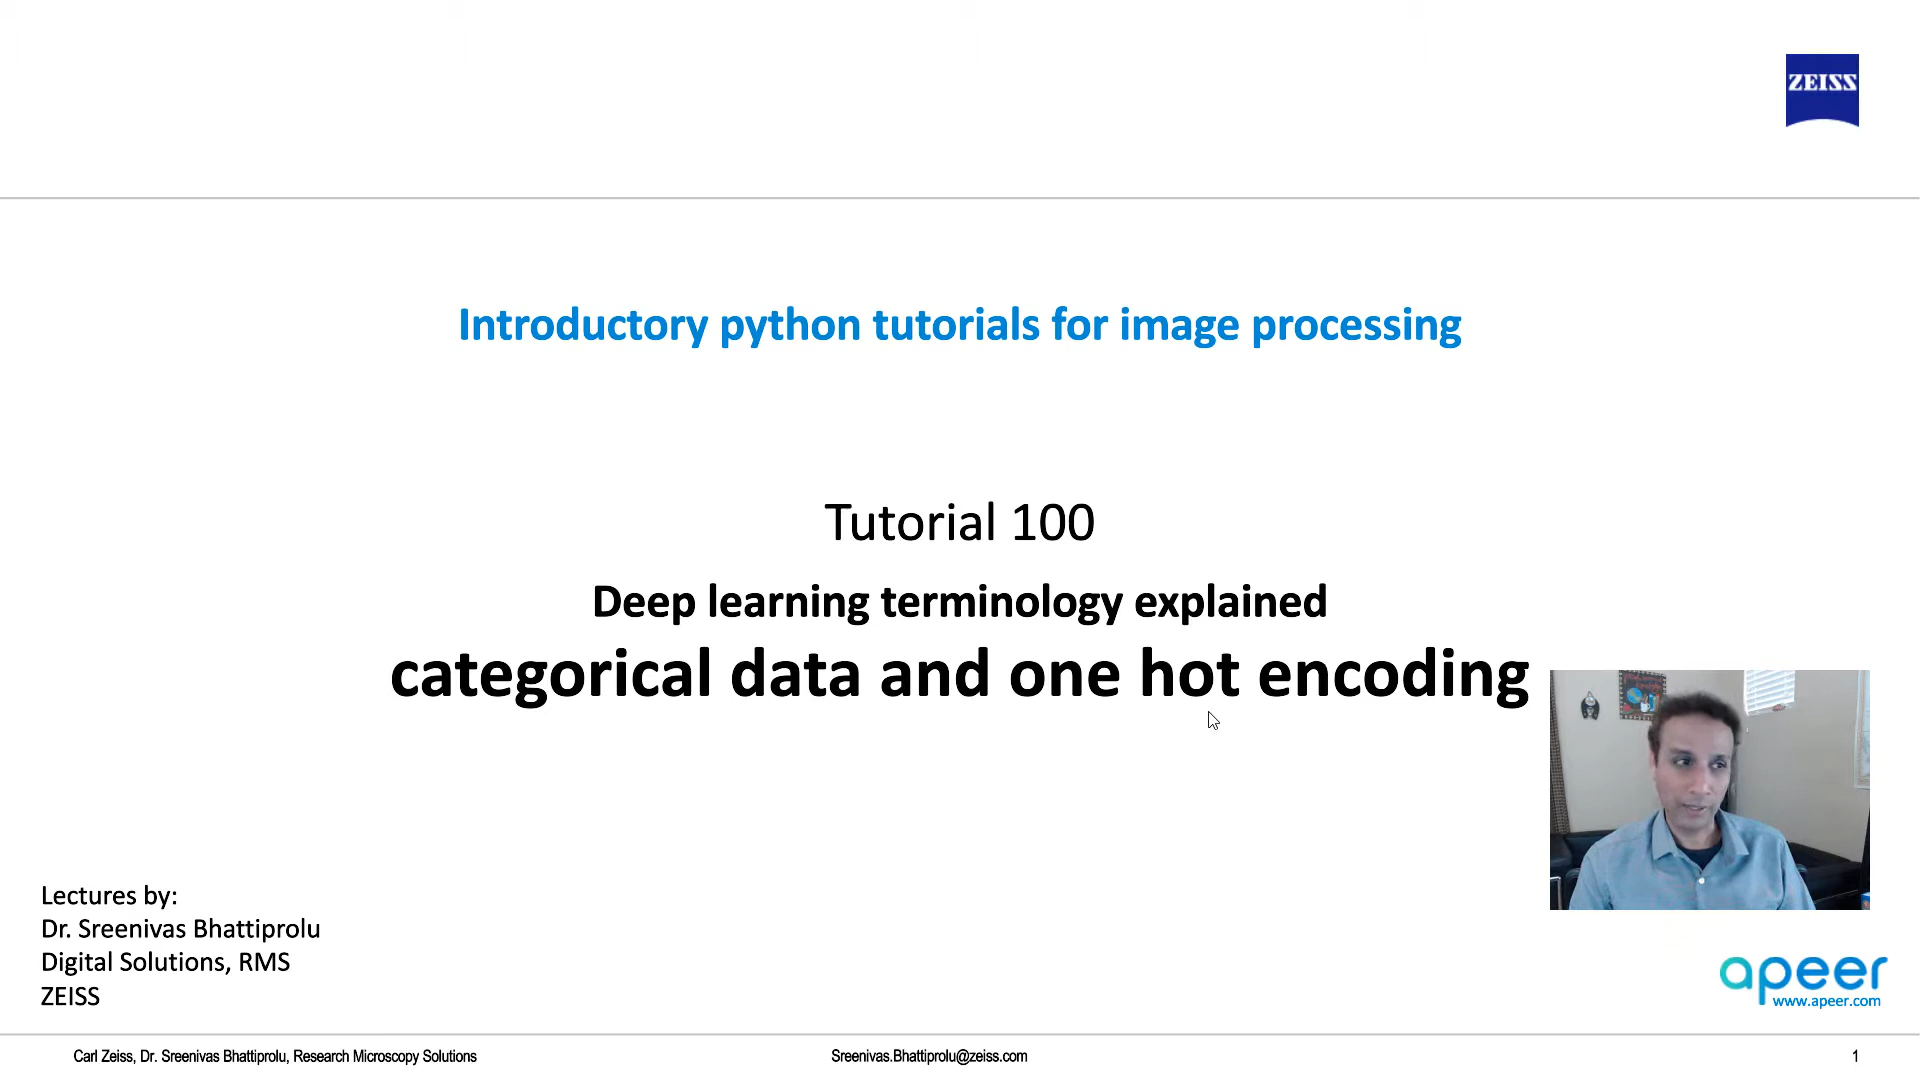 ZEISS
Introductory python tutorials for image processing
Tutorial 100
Deep learning terminology explained
categorical data and one hot encoding
Lectures by:
Dr. Sreenivas Bhattiprolu
Digital Solutions, RMS
ZEISS
apeer
www.apeer.com
Carl Zeiss, Dr. Sreenivas Bhattiprolu, Research Microscopy Solutions
Sreenivas.Bhattiprolu@zeiss.com
1